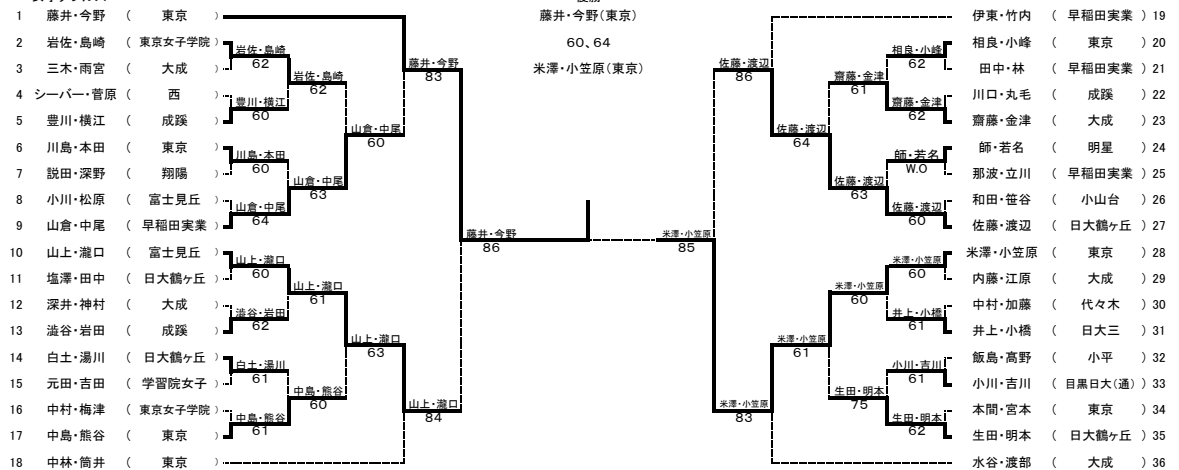 藤井・今野(東京)
60、64
米澤・小笠原(東京)
1 藤井・今野 ( 東京 )
2 岩佐・島崎 ( 東京女子学院 )
3 三木・雨宮 ( 大成 )
4 シーバー・菅原 ( 西 )
5 豊川・横江 ( 成蹊 )
6 川島・本田 ( 東京 )
7 説田・深野 ( 翔陽 )
8 小川・松原 ( 富士見丘 )
9 山倉・中尾 ( 早稲田実業 )
10 山上・瀧口 ( 富士見丘 )
11 塩澤・田中 ( 日大鶴ヶ丘 )
12 深井・神村 ( 大成 )
13 澁谷・岩田 ( 成蹊 )
14 白土・湯川 ( 日大鶴ヶ丘 )
15 元田・吉田 ( 学習院女子 )
16 中村・梅津 ( 東京女子学院 )
17 中島・熊谷 ( 東京 )
18 中林・筒井 ( 東京 )
岩佐・島崎
62
豊川・横江
60
川島・本田
60
山倉・中尾
64
山上・瀧口
60
澁谷・岩田
62
白土・湯川
61
中島・熊谷
61
岩佐・島崎
62
山倉・中尾
63
山上・瀧口
61
中島・熊谷
60
山倉・中尾
60
山上・瀧口
63
藤井・今野
83
山上・瀧口
84
藤井・今野
86
米澤・小笠原
85
佐藤・渡辺
86
米澤・小笠原
83
佐藤・渡辺
64
米澤・小笠原
61
齋藤・金津
61
佐藤・渡辺
63
米澤・小笠原
60
生田・明本
75
相良・小峰
62
齋藤・金津
62
師・若名
W.O
佐藤・渡辺
60
米澤・小笠原
60
井上・小橋
61
小川・吉川
61
生田・明本
62
伊東・竹内 ( 早稲田実業 ) 19
相良・小峰 ( 東京 ) 20
田中・林 ( 早稲田実業 ) 21
川口・丸毛 ( 成蹊 ) 22
齋藤・金津 ( 大成 ) 23
師・若名 ( 明星 ) 24
那波・立川 ( 早稲田実業 ) 25
和田・笹谷 ( 小山台 ) 26
佐藤・渡辺 ( 日大鶴ヶ丘 ) 27
米澤・小笠原 ( 東京 ) 28
内藤・江原 ( 大成 ) 29
中村・加藤 ( 代々木 ) 30
井上・小橋 ( 日大三 ) 31
飯島・髙野 ( 小平 ) 32
小川・吉川 ( 目黒日大(通) ) 33
本間・宮本 ( 東京 ) 34
生田・明本 ( 日大鶴ヶ丘 ) 35
水谷・渡部 ( 大成 ) 36